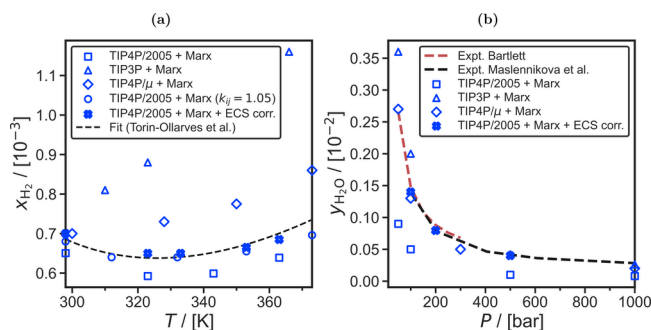 (a)
1.1
1.0
0.9
0.8
0.7
0.6
x_H₂ / [10⁻³]
TIP4P/2005 + Marx
TIP3P + Marx
TIP4P/μ + Marx
TIP4P/2005 + Marx (k_ij = 1.05)
TIP4P/2005 + Marx + ECS corr.
Fit (Torin-Ollarves et al.)
300
320
340
360
T / [K]
(b)
0.35
0.30
0.25
0.20
0.15
0.10
0.05
0.00
y_H₂O / [10⁻²]
Expt. Bartlett
Expt. Maslennikova et al.
TIP4P/2005 + Marx
TIP3P + Marx
TIP4P/μ + Marx
TIP4P/2005 + Marx + ECS corr.
200
400
600
800
1000
P / [bar]